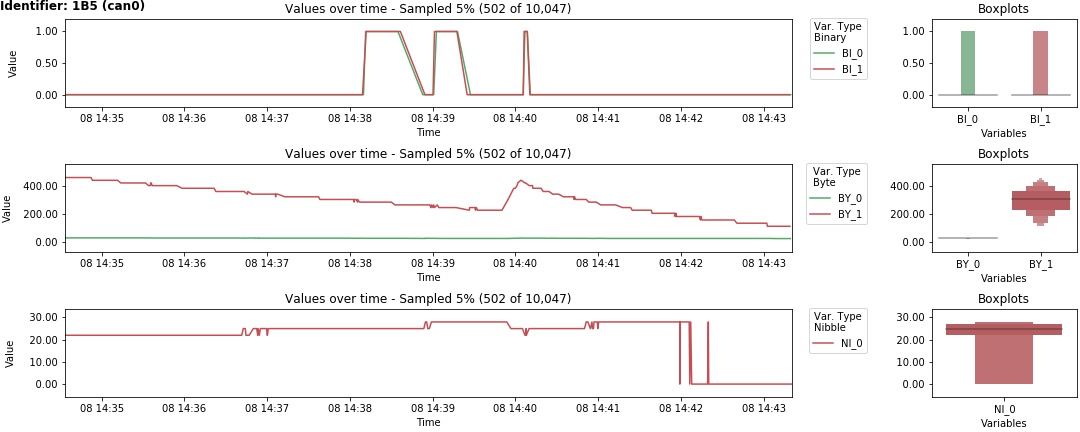 Identifier: 1B5 (can0)
Values over time - Sampled 5% (502 of 10,047)
Boxplots
Value
1.00
0.50
0.00
08 14:35 08 14:36 08 14:37 08 14:38 08 14:39 08 14:40 08 14:41 08 14:42 08 14:43
Time
Var. Type
Binary
BI_0
BI_1
1.00
0.50
0.00
BI_0 BI_1
Variables
Values over time - Sampled 5% (502 of 10,047)
Boxplots
Value
400.00
200.00
0.00
08 14:35 08 14:36 08 14:37 08 14:38 08 14:39 08 14:40 08 14:41 08 14:42 08 14:43
Time
Var. Type
Byte
BY_0
BY_1
400.00
200.00
0.00
BY_0 BY_1
Variables
Values over time - Sampled 5% (502 of 10,047)
Boxplots
Value
30.00
20.00
10.00
0.00
08 14:35 08 14:36 08 14:37 08 14:38 08 14:39 08 14:40 08 14:41 08 14:42 08 14:43
Time
Var. Type
Nibble
NI_0
30.00
20.00
10.00
0.00
NI_0
Variables